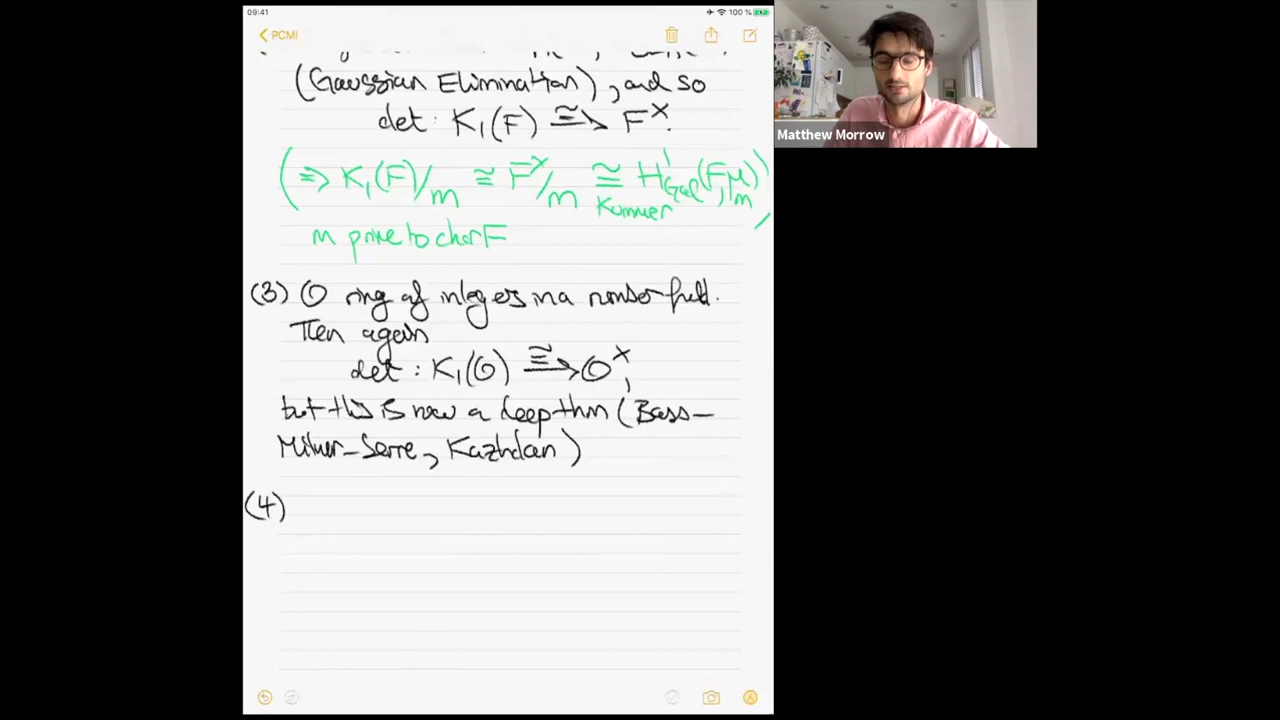 09:41
100 %
PCMI
(Gaussian Elimination), and so
det : K₁(F) ≅→ F^×.
(⇒ K₁(F)/m ≅ F^×/m ≅ H¹_Gal(F, μ_m)
Kummer
m prime to char F
)
(3) O ring of integers in a number field.
Then again
det : K₁(O) ≅→ O^×,
but this is now a deep thm (Bass–
Milnor–Serre, Kazhdan)
(4)
Matthew Morrow